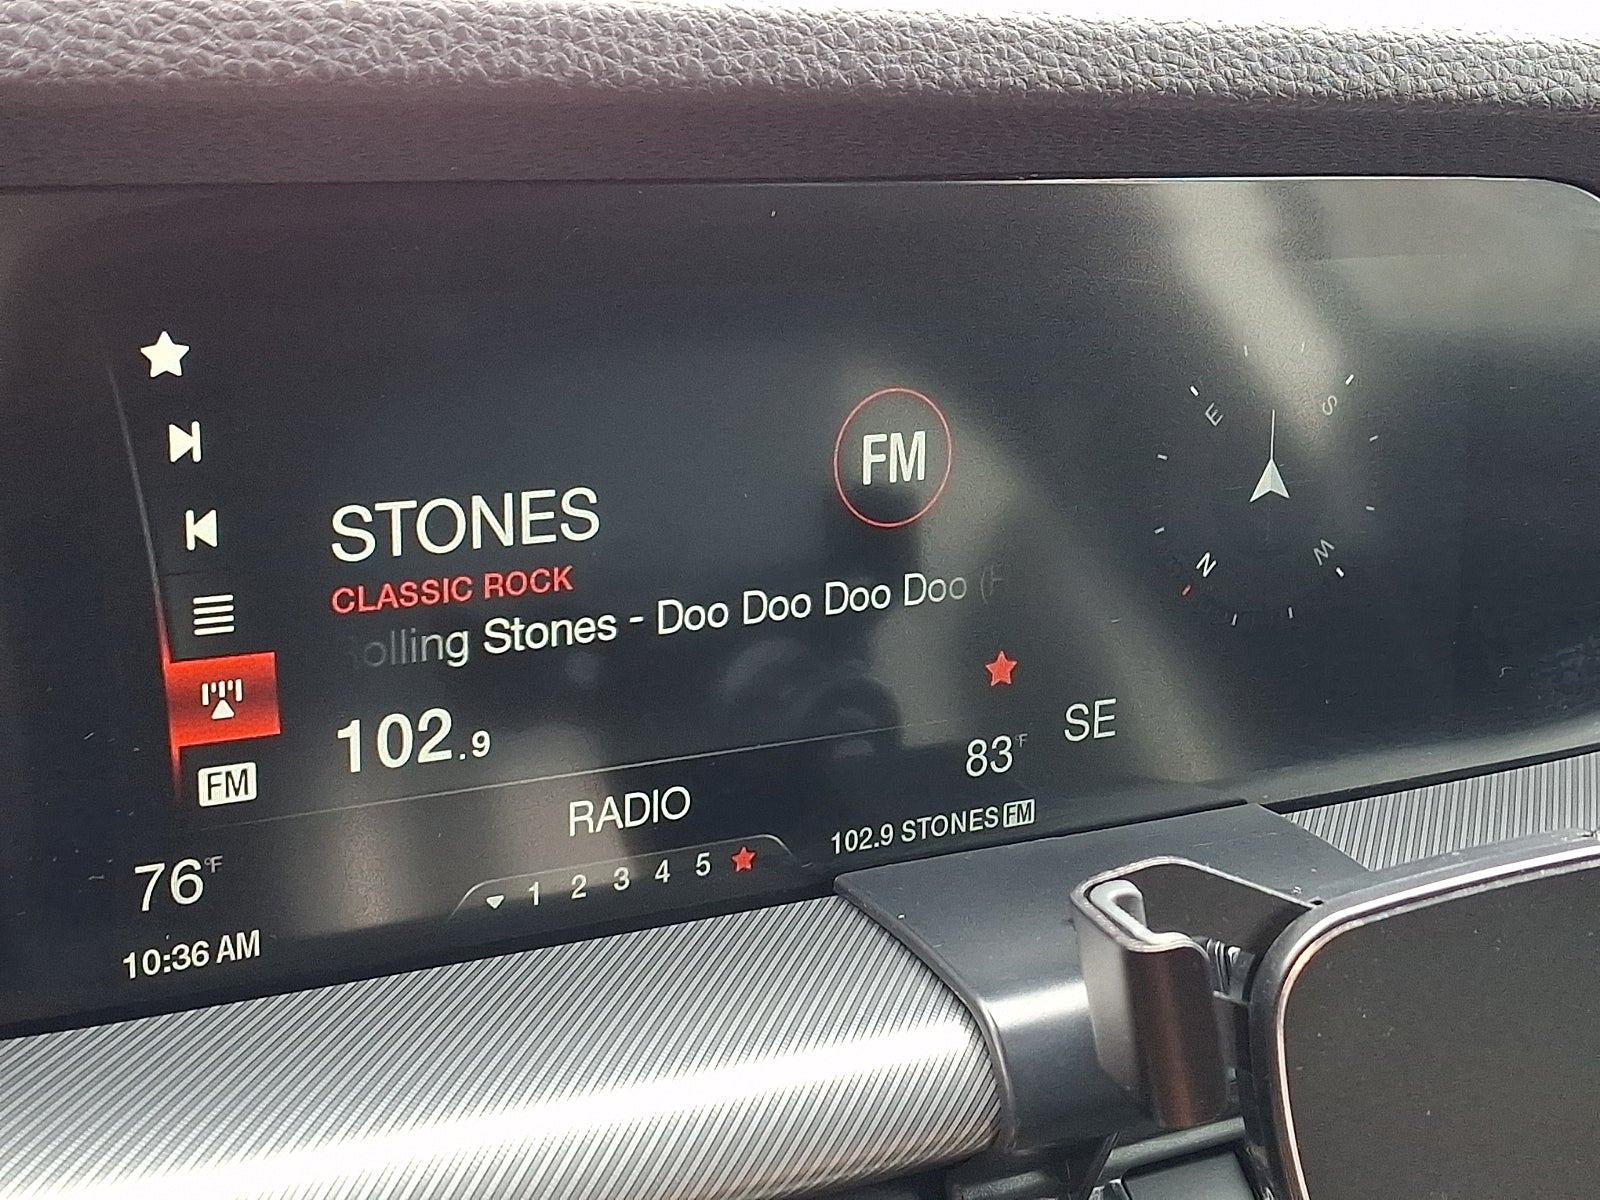 FM
STONES
CLASSIC ROCK
olling Stones - Doo Doo Doo Doo (
102.9
FM
RADIO
83°F
SE
E
S
N
W
76°F
1 2 3 4 5
102.9 STONES FM
10:36 AM